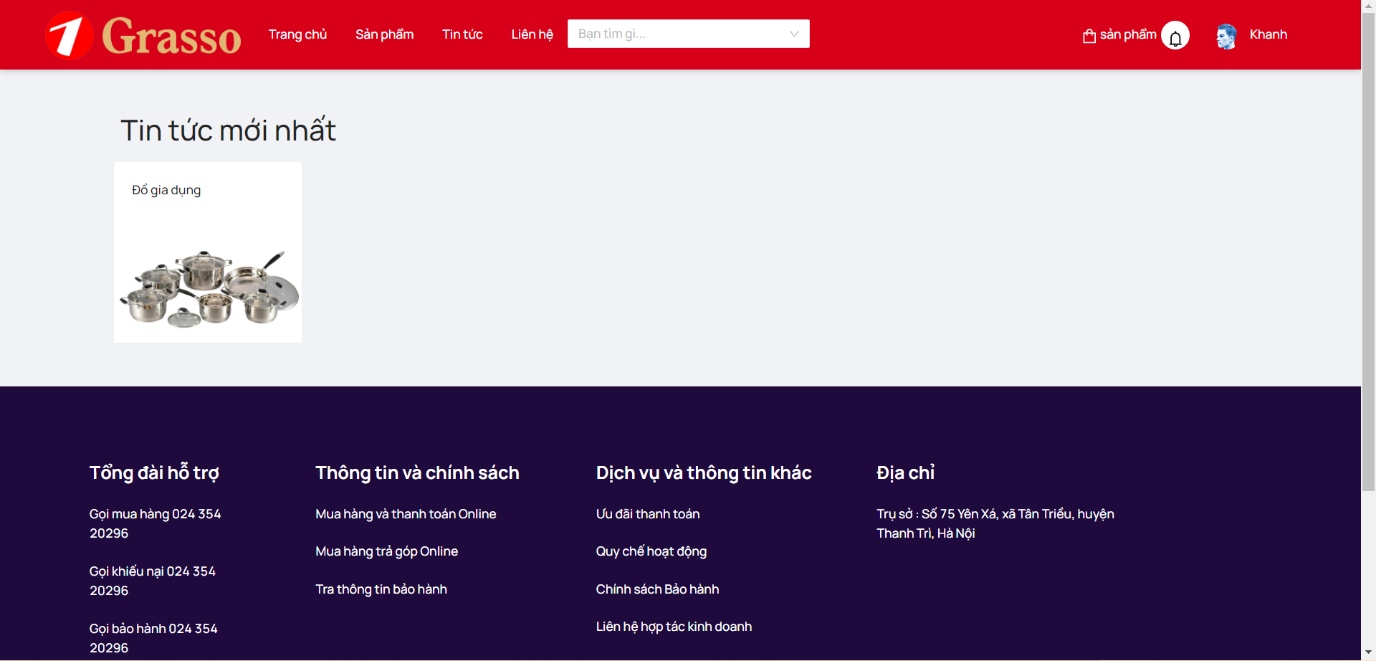 Grasso
Trang chủ
Sản phẩm
Tin tức
Liên hệ
Bạn tìm gì...
sản phẩm
Khanh
Tin tức mới nhất
Đồ gia dụng
Tổng đài hỗ trợ
Gọi mua hàng 024 354
20296
Gọi khiếu nại 024 354
20296
Gọi bảo hành 024 354
20296
Thông tin và chính sách
Mua hàng và thanh toán Online
Mua hàng trả góp Online
Tra thông tin bảo hành
Dịch vụ và thông tin khác
Ưu đãi thanh toán
Quy chế hoạt động
Chính sách Bảo hành
Liên hệ hợp tác kinh doanh
Địa chỉ
Trụ sở : Số 75 Yên Xá, xã Tân Triều, huyện
Thanh Trì, Hà Nội